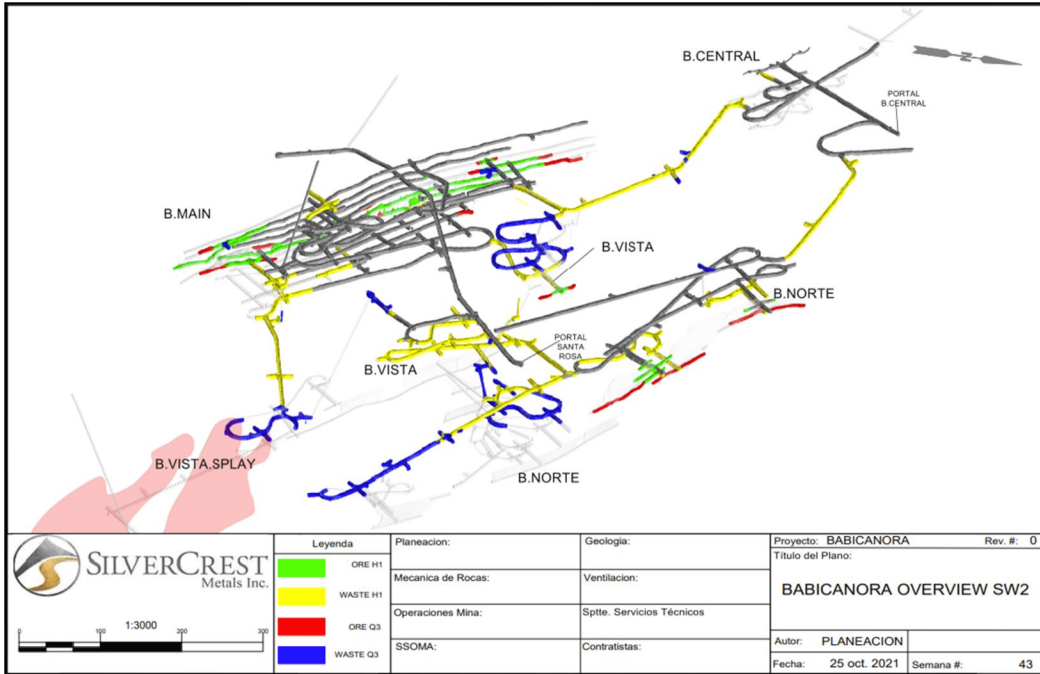 B.CENTRAL
N
PORTAL
B.CENTRAL
B.MAIN
B.VISTA
B.NORTE
PORTAL
SANTA
ROSA
B.VISTA
B.VISTA.SPLAY
B.NORTE
SILVERCREST
Metals Inc.
1:3000
0 100 200 300
Leyenda
ORE H1
WASTE H1
ORE Q3
WASTE Q3
Planeacion:
Geologia:
Mecanica de Rocas:
Ventilacion:
Operaciones Mina:
Sptte. Servicios Técnicos
SSOMA:
Contratistas:
Proyecto: BABICANORA Rev. #: 0
Título del Plano:
BABICANORA OVERVIEW SW2
Autor: PLANEACION
Fecha: 25 oct. 2021 Semana #: 43